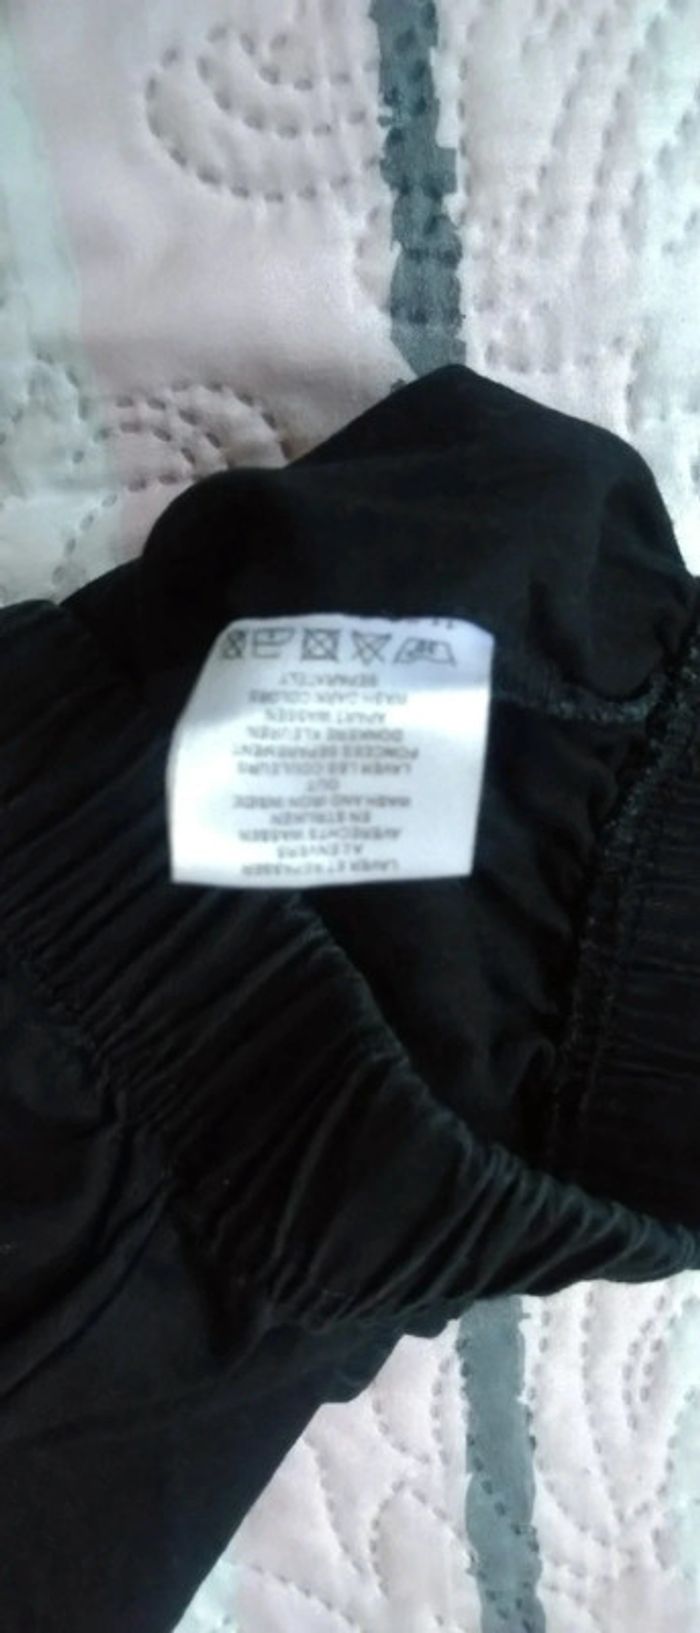 LAVER ET REPASSER
A L ENVERS
AVERECHTS WASSEN
EN STRIJKEN
WASH AND IRON INSIDE
OUT
LAVER LES COULEURS
FONCEES SEPAREMENT
DONKERE KLEUREN
APART WASSEN
WASH DARK COLORS
SEPARATELY